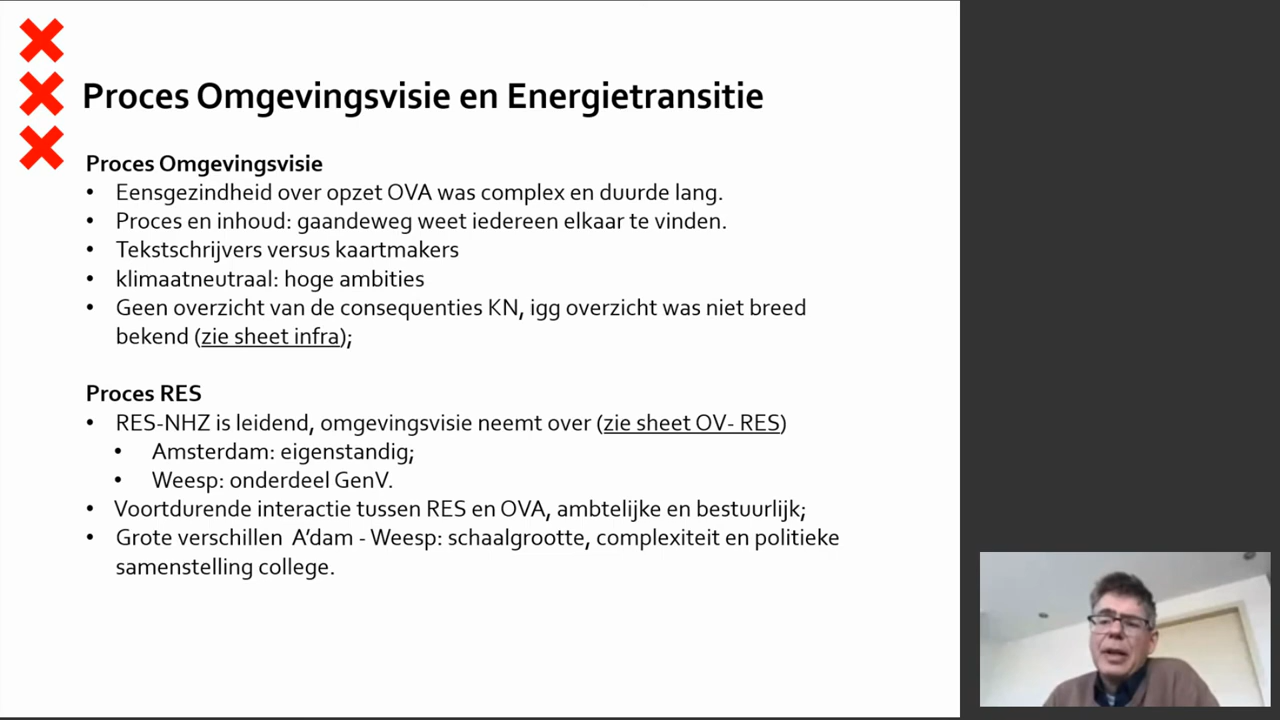 Proces Omgevingsvisie en Energietransitie
Proces Omgevingsvisie
• Eensgezindheid over opzet OVA was complex en duurde lang.
• Proces en inhoud: gaandeweg weet iedereen elkaar te vinden.
• Tekstschrijvers versus kaartmakers
• klimaatneutraal: hoge ambities
• Geen overzicht van de consequenties KN, igg overzicht was niet breed
bekend (zie sheet infra);
Proces RES
• RES-NHZ is leidend, omgevingsvisie neemt over (zie sheet OV- RES)
• Amsterdam: eigenstandig;
• Weesp: onderdeel GenV.
• Voortdurende interactie tussen RES en OVA, ambtelijke en bestuurlijk;
• Grote verschillen A’dam - Weesp: schaalgrootte, complexiteit en politieke
samenstelling college.